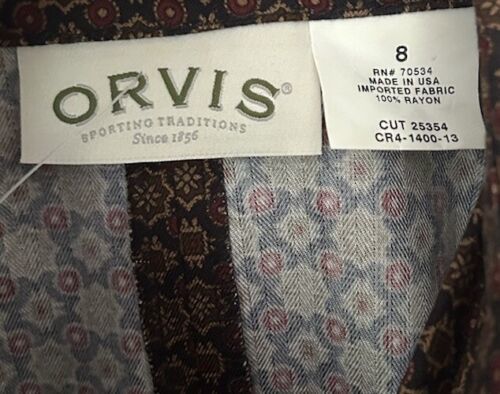 ORVIS®
SPORTING TRADITIONS
Since 1856
8
RN# 70534
MADE IN USA
IMPORTED FABRIC
100% RAYON
CUT 25354
CR4-1400-13